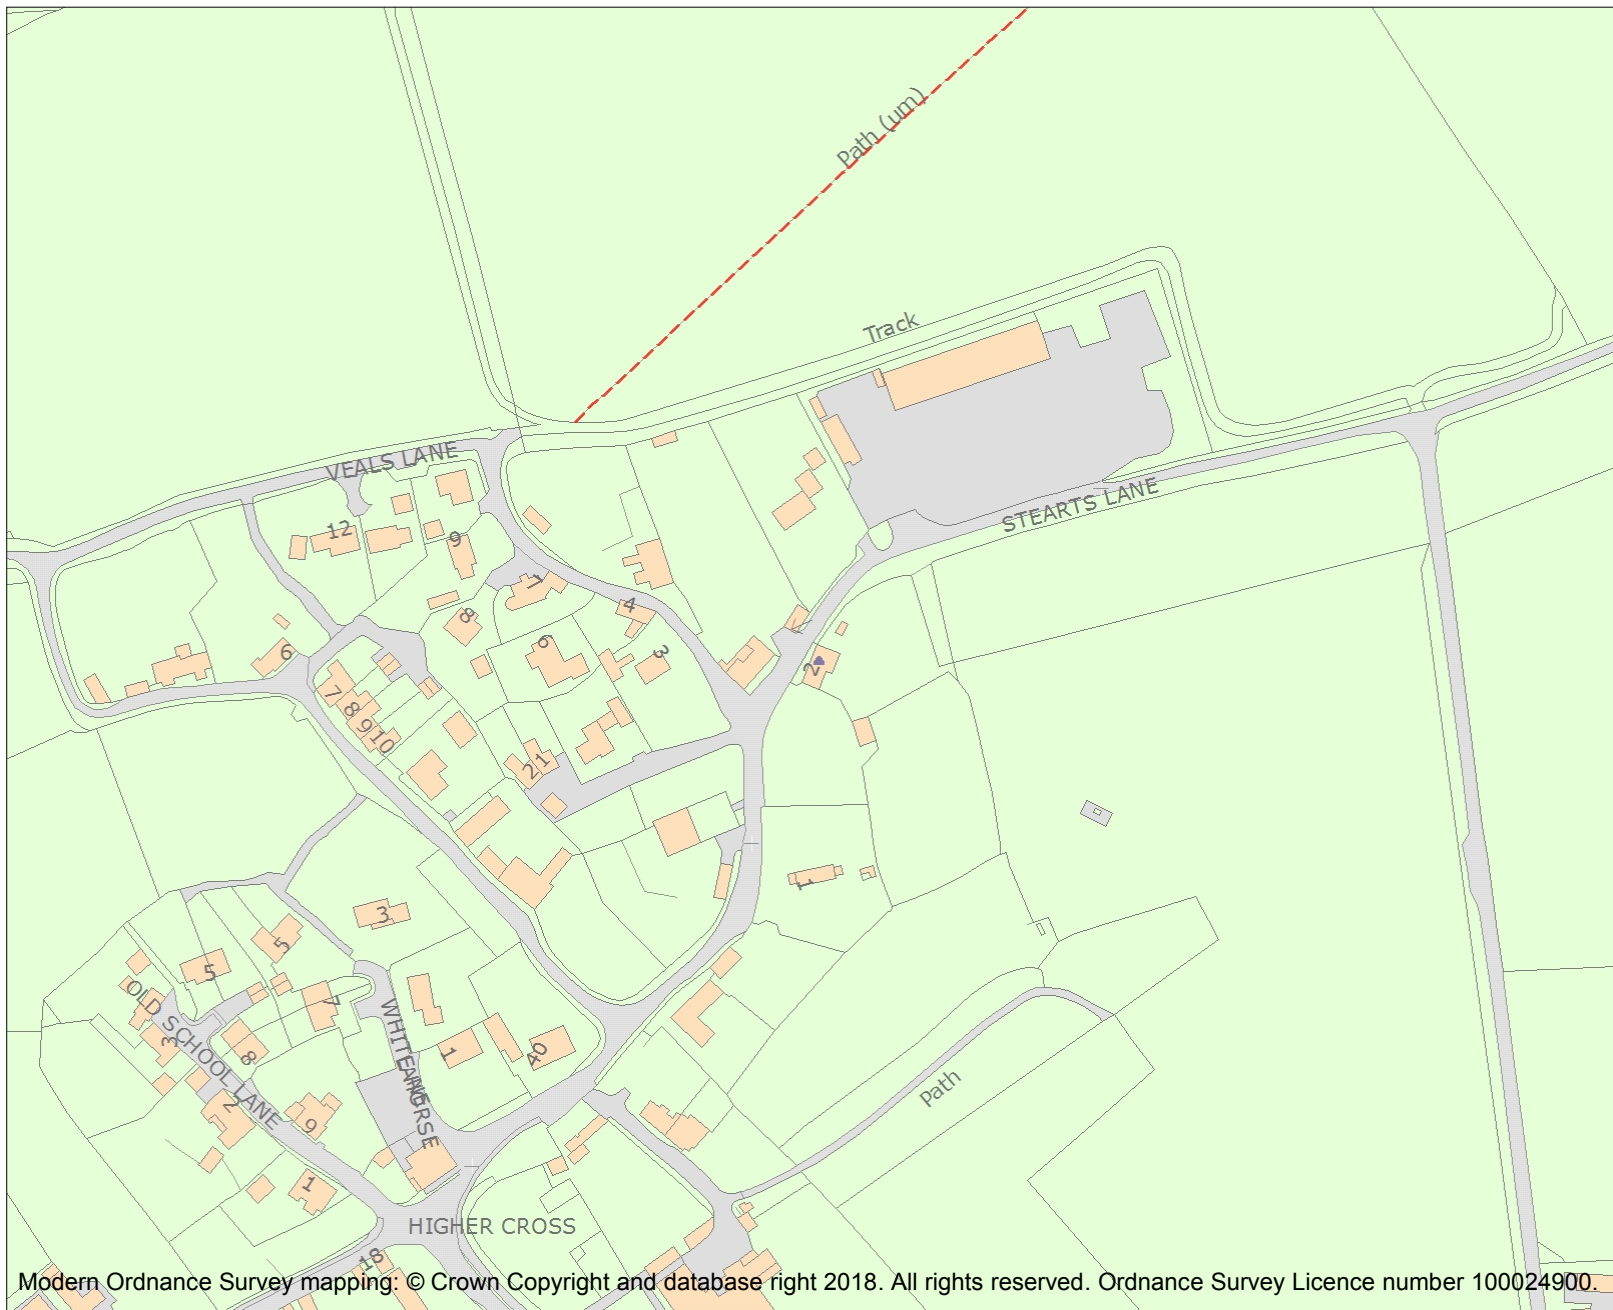 Path (um)
Track
VEALS LANE
STEARTS LANE
12
9
7
4
8
6
3
6
2
7
8
9
10
21
1
3
5
5
7
OLD SCHOOL LANE
WHITE HORSE
LANE
3
8
1
40
2
9
Path
1
HIGHER CROSS
18
Modern Ordnance Survey mapping: © Crown Copyright and database right 2018. All rights reserved. Ordnance Survey Licence number 100024900.